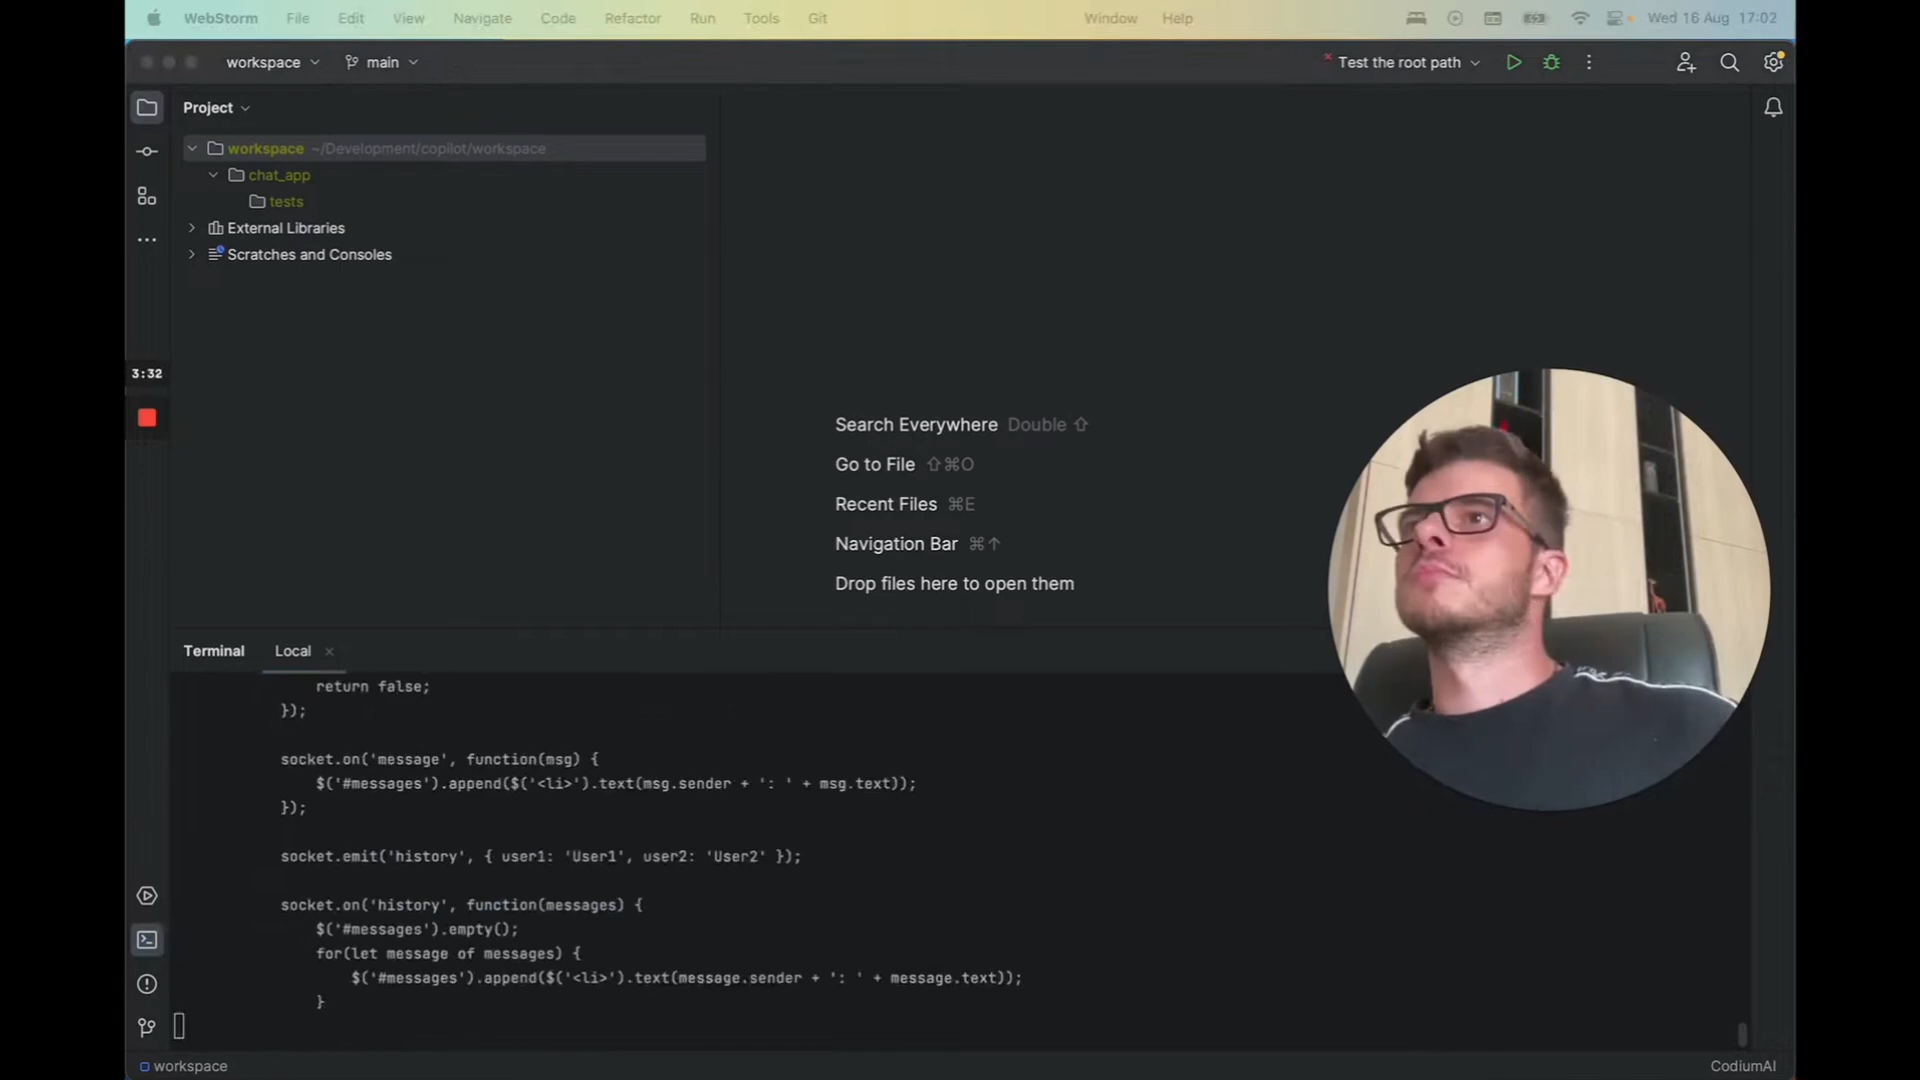 WebStorm File Edit View Navigate Code Refactor Run Tools Git Window Help Wed 16 Aug 17:02
workspace main Test the root path
Project
workspace ~/Development/copilot/workspace
chat_app
tests
External Libraries
Scratches and Consoles
3:32
Search Everywhere Double ⇧
Go to File ⇧⌘O
Recent Files ⌘E
Navigation Bar ⌘↑
Drop files here to open them
Terminal Local
return false;
});
socket.on('message', function(msg) {
$('#messages').append($('<li>').text(msg.sender + ': ' + msg.text));
});
socket.emit('history', { user1: 'User1', user2: 'User2' });
socket.on('history', function(messages) {
$('#messages').empty();
for(let message of messages) {
$('#messages').append($('<li>').text(message.sender + ': ' + message.text));
}
workspace CodiumAI